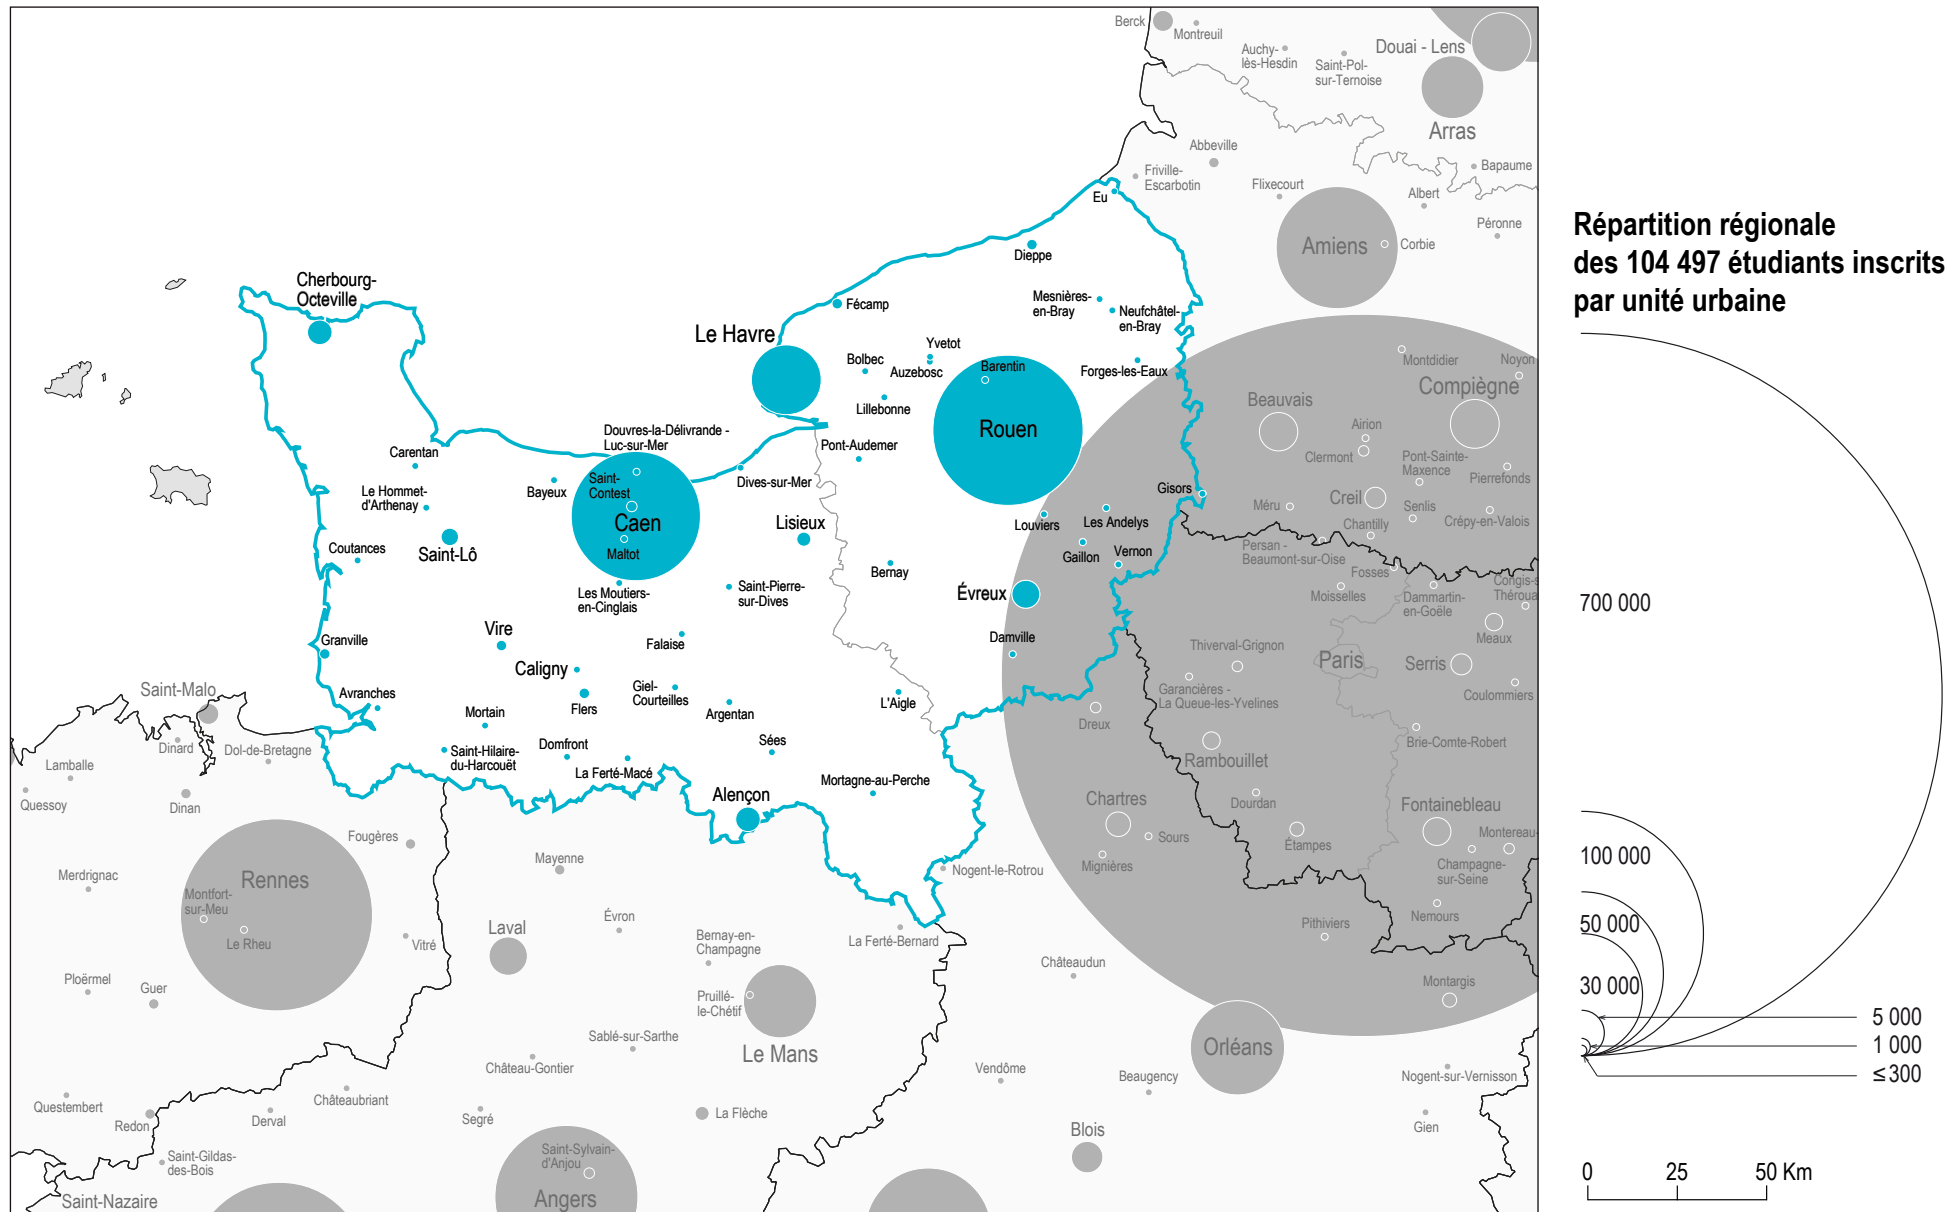 Berck
Montreuil
Auchy-
lès-Hesdin
Saint-Pol-
sur-Ternoise
Douai - Lens
Arras
Bapaume
Abbeville
Friville-
Escarbotin
Flixecourt
Albert
Péronne
Amiens
Corbie
Eu
Dieppe
Mesnières-
en-Bray
Neufchâtel-
en-Bray
Forges-les-Eaux
Cherbourg-
Octeville
Fécamp
Le Havre
Yvetot
Bolbec
Auzebosc
Lillebonne
Barentin
Rouen
Pont-Audemer
Montdidier
Noyon
Compiègne
Beauvais
Airion
Clermont
Pont-Sainte-
Maxence
Pierrefonds
Creil
Méru
Senlis
Chantilly
Crépy-en-Valois
Persan -
Beaumont-sur-Oise
Fosses
Moisselles
Dammartin-
en-Goële
Congis-s
Théroua
Meaux
Gisors
Louviers
Les Andelys
Gaillon
Vernon
Évreux
Damville
Douvres-la-Délivrande -
Luc-sur-Mer
Saint-
Contest
Caen
Maltot
Dives-sur-Mer
Carentan
Le Hommet-
d'Arthenay
Bayeux
Saint-Lô
Coutances
Lisieux
Bernay
Les Moutiers-
en-Cinglais
Saint-Pierre-
sur-Dives
Vire
Falaise
Granville
Caligny
Flers
Giel-
Courteilles
Argentan
L'Aigle
Avranches
Mortain
Saint-Hilaire-
du-Harcouët
Domfront
La Ferté-Macé
Sées
Mortagne-au-Perche
Alençon
Thiverval-Grignon
Paris
Serris
Garancières -
La Queue-les-Yvelines
Coulommiers
Dreux
Rambouillet
Brie-Comte-Robert
Chartres
Sours
Mignières
Dourdan
Étampes
Fontainebleau
Montereau-
Champagne-
sur-Seine
Nemours
Pithiviers
Montargis
Saint-Malo
Dinard
Dol-de-Bretagne
Lamballe
Quessoy
Dinan
Fougères
Merdrignac
Rennes
Montfort-
sur-Meu
Le Rheu
Vitré
Ploërmel
Guer
Mayenne
Laval
Évron
Bernay-en-
Champagne
Pruillé-
le-Chétif
Le Mans
La Ferté-Bernard
Nogent-le-Rotrou
Châteaudun
Sablé-sur-Sarthe
Château-Gontier
Châteaubriant
Questembert
Redon
Derval
Segré
La Flèche
Vendôme
Beaugency
Orléans
Nogent-sur-Vernisson
Gien
Blois
Saint-Gildas-
des-Bois
Saint-Nazaire
Saint-Sylvain-
d'Anjou
Angers
Répartition régionale
des 104 497 étudiants inscrits
par unité urbaine
700 000
100 000
50 000
30 000
5 000
1 000
≤ 300
0 25 50 Km